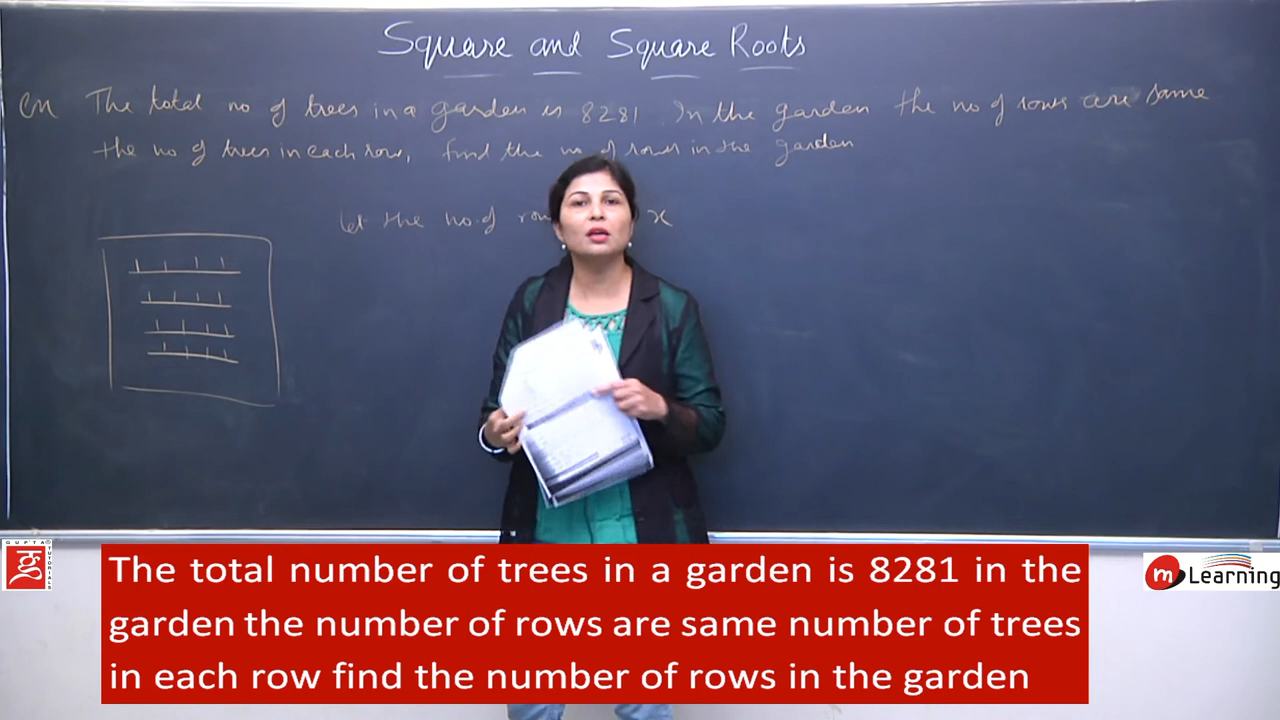 Square and Square Roots
The total no of trees in a garden is 8281. In the garden the no of rows are same
the no of trees in each row, find the no of rows in the garden
let the no. of row x
GUPTA
TUTORIALS
m Learning
The total number of trees in a garden is 8281 in the
garden the number of rows are same number of trees
in each row find the number of rows in the garden